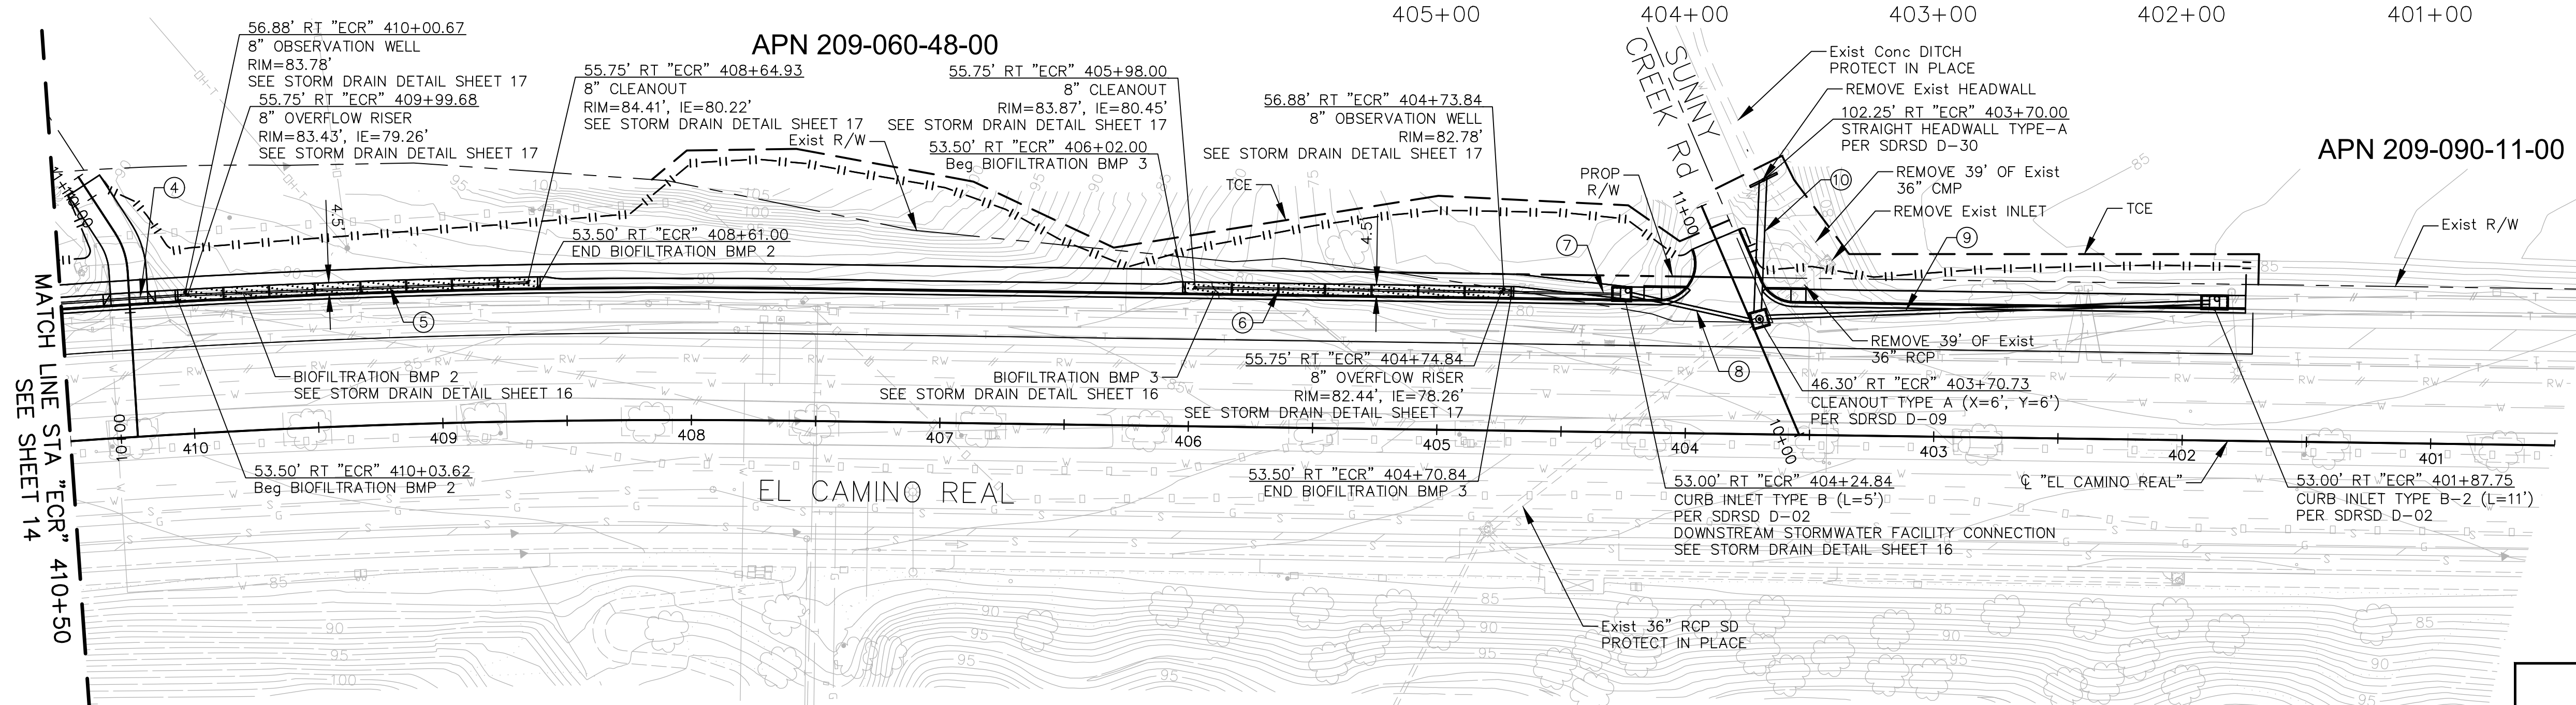 405+00
404+00
403+00
402+00
401+00
56.88' RT "ECR" 410+00.67
8" OBSERVATION WELL
RIM=83.78'
SEE STORM DRAIN DETAIL SHEET 17
55.75' RT "ECR" 409+99.68
8" OVERFLOW RISER
RIM=83.43', IE=79.26'
SEE STORM DRAIN DETAIL SHEET 17
APN 209-060-48-00
55.75' RT "ECR" 408+64.93
8" CLEANOUT
RIM=84.41', IE=80.22'
SEE STORM DRAIN DETAIL SHEET 17
Exist R/W
55.75' RT "ECR" 405+98.00
8" CLEANOUT
RIM=83.87', IE=80.45'
SEE STORM DRAIN DETAIL SHEET 17
53.50' RT "ECR" 406+02.00
Beg BIOFILTRATION BMP 3
56.88' RT "ECR" 404+73.84
8" OBSERVATION WELL
RIM=82.78'
SEE STORM DRAIN DETAIL SHEET 17
TCE
PROP
R/W
SUNNY
CREEK Rd
Exist Conc DITCH
PROTECT IN PLACE
REMOVE Exist HEADWALL
102.25' RT "ECR" 403+70.00
STRAIGHT HEADWALL TYPE-A
PER SDRSD D-30
REMOVE 39' OF Exist
36" CMP
REMOVE Exist INLET
TCE
APN 209-090-11-00
Exist R/W
4
4.5'
53.50' RT "ECR" 408+61.00
END BIOFILTRATION BMP 2
4.5'
7
11+00
10
9
5
6
8
BIOFILTRATION BMP 2
SEE STORM DRAIN DETAIL SHEET 16
BIOFILTRATION BMP 3
SEE STORM DRAIN DETAIL SHEET 16
55.75' RT "ECR" 404+74.84
8" OVERFLOW RISER
RIM=82.44', IE=78.26'
SEE STORM DRAIN DETAIL SHEET 17
REMOVE 39' OF Exist
36" RCP
46.30' RT "ECR" 403+70.73
CLEANOUT TYPE A (X=6', Y=6')
PER SDRSD D-09
10+00
10+00
410
409
408
407
406
405
404
403
402
401
53.50' RT "ECR" 410+03.62
Beg BIOFILTRATION BMP 2
EL CAMINO REAL
53.50' RT "ECR" 404+70.84
END BIOFILTRATION BMP 3
53.00' RT "ECR" 404+24.84
CURB INLET TYPE B (L=5')
PER SDRSD D-02
DOWNSTREAM STORMWATER FACILITY CONNECTION
SEE STORM DRAIN DETAIL SHEET 16
℄ "EL CAMINO REAL"
53.00' RT "ECR" 401+87.75
CURB INLET TYPE B-2 (L=11')
PER SDRSD D-02
Exist 36" RCP SD
PROTECT IN PLACE
MATCH LINE STA "ECR" 410+50
SEE SHEET 14